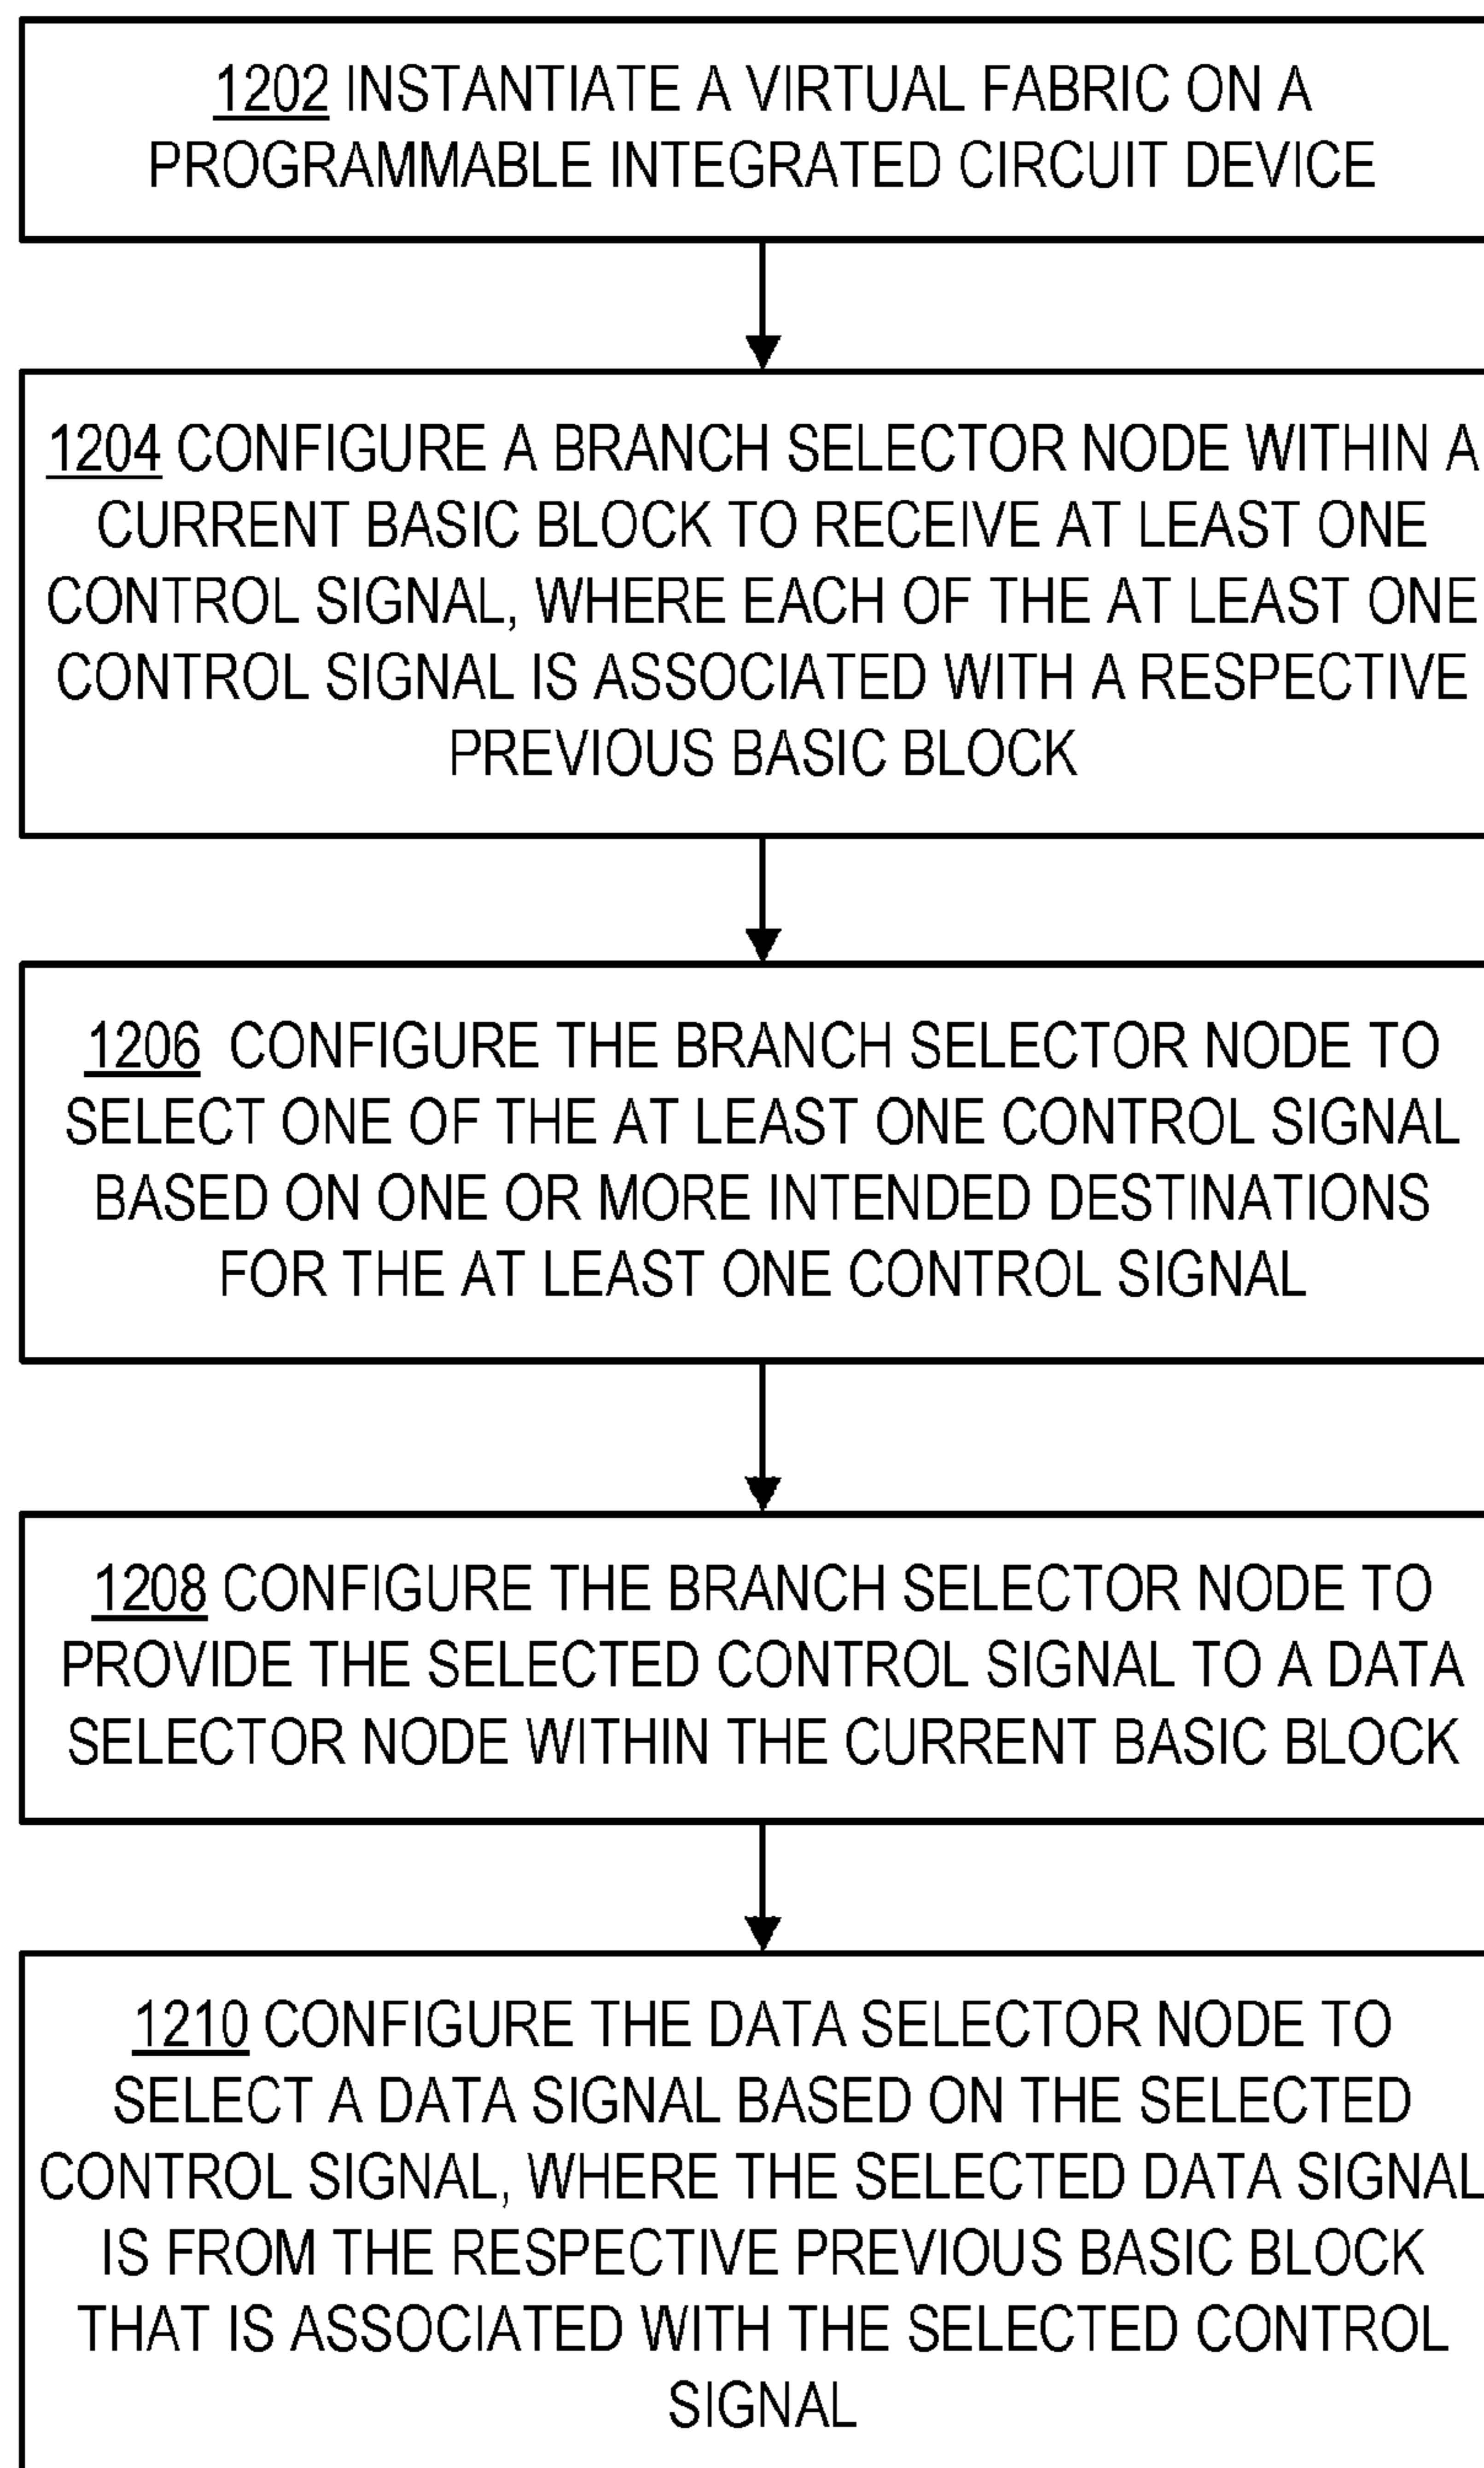 1202 INSTANTIATE A VIRTUAL FABRIC ON A
PROGRAMMABLE INTEGRATED CIRCUIT DEVICE
1204 CONFIGURE A BRANCH SELECTOR NODE WITHIN A
CURRENT BASIC BLOCK TO RECEIVE AT LEAST ONE
CONTROL SIGNAL, WHERE EACH OF THE AT LEAST ONE
CONTROL SIGNAL IS ASSOCIATED WITH A RESPECTIVE
PREVIOUS BASIC BLOCK
1206 CONFIGURE THE BRANCH SELECTOR NODE TO
SELECT ONE OF THE AT LEAST ONE CONTROL SIGNAL
BASED ON ONE OR MORE INTENDED DESTINATIONS
FOR THE AT LEAST ONE CONTROL SIGNAL
1208 CONFIGURE THE BRANCH SELECTOR NODE TO
PROVIDE THE SELECTED CONTROL SIGNAL TO A DATA
SELECTOR NODE WITHIN THE CURRENT BASIC BLOCK
1210 CONFIGURE THE DATA SELECTOR NODE TO
SELECT A DATA SIGNAL BASED ON THE SELECTED
CONTROL SIGNAL, WHERE THE SELECTED DATA SIGNAL
IS FROM THE RESPECTIVE PREVIOUS BASIC BLOCK
THAT IS ASSOCIATED WITH THE SELECTED CONTROL
SIGNAL